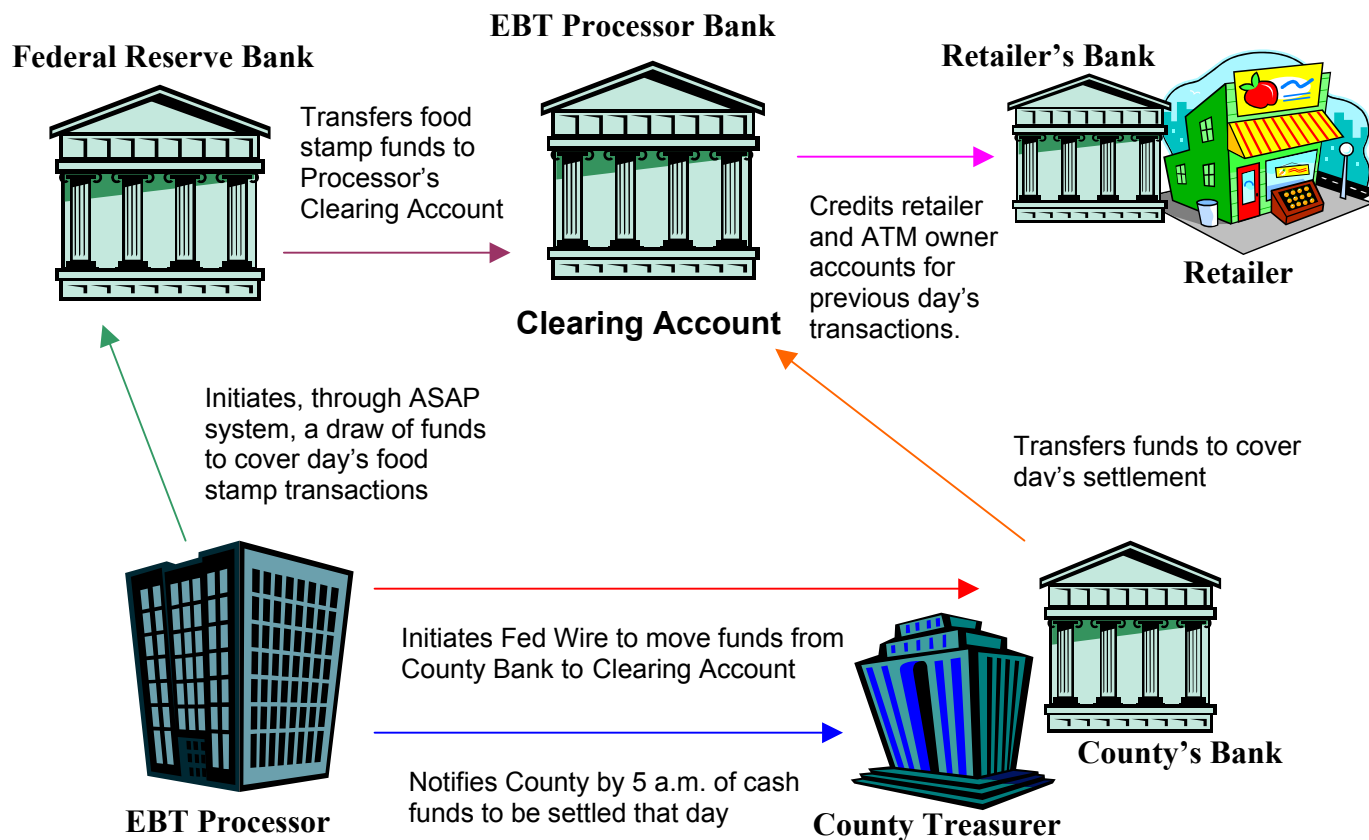 Federal Reserve Bank
EBT Processor Bank
Retailer's Bank
Transfers food
stamp funds to
Processor's
Clearing Account
Credits retailer
and ATM owner
accounts for
previous day's
transactions.
Retailer
Clearing Account
Initiates, through ASAP
system, a draw of funds
to cover day's food
stamp transactions
Transfers funds to cover
day's settlement
Initiates Fed Wire to move funds from
County Bank to Clearing Account
County's Bank
Notifies County by 5 a.m. of cash
funds to be settled that day
EBT Processor
County Treasurer